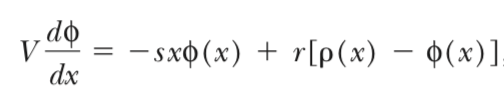 V dϕ/dx = −sxϕ(x) + r[ρ(x) − ϕ(x)],